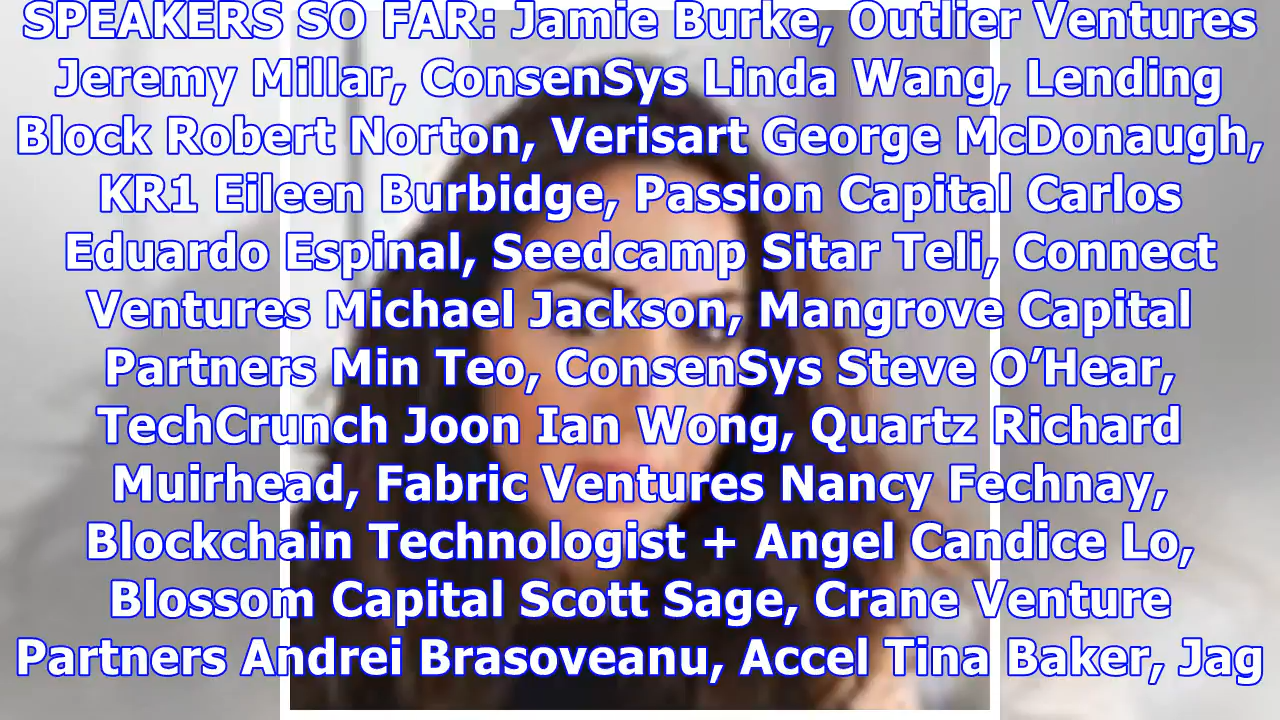 SPEAKERS SO FAR: Jamie Burke, Outlier Ventures
Jeremy Millar, ConsenSys Linda Wang, Lending
Block Robert Norton, Verisart George McDonaugh,
KR1 Eileen Burbidge, Passion Capital Carlos
Eduardo Espinal, Seedcamp Sitar Teli, Connect
Ventures Michael Jackson, Mangrove Capital
Partners Min Teo, ConsenSys Steve O’Hear,
TechCrunch Joon Ian Wong, Quartz Richard
Muirhead, Fabric Ventures Nancy Fechnay,
Blockchain Technologist + Angel Candice Lo,
Blossom Capital Scott Sage, Crane Venture
Partners Andrei Brasoveanu, Accel Tina Baker, Jag